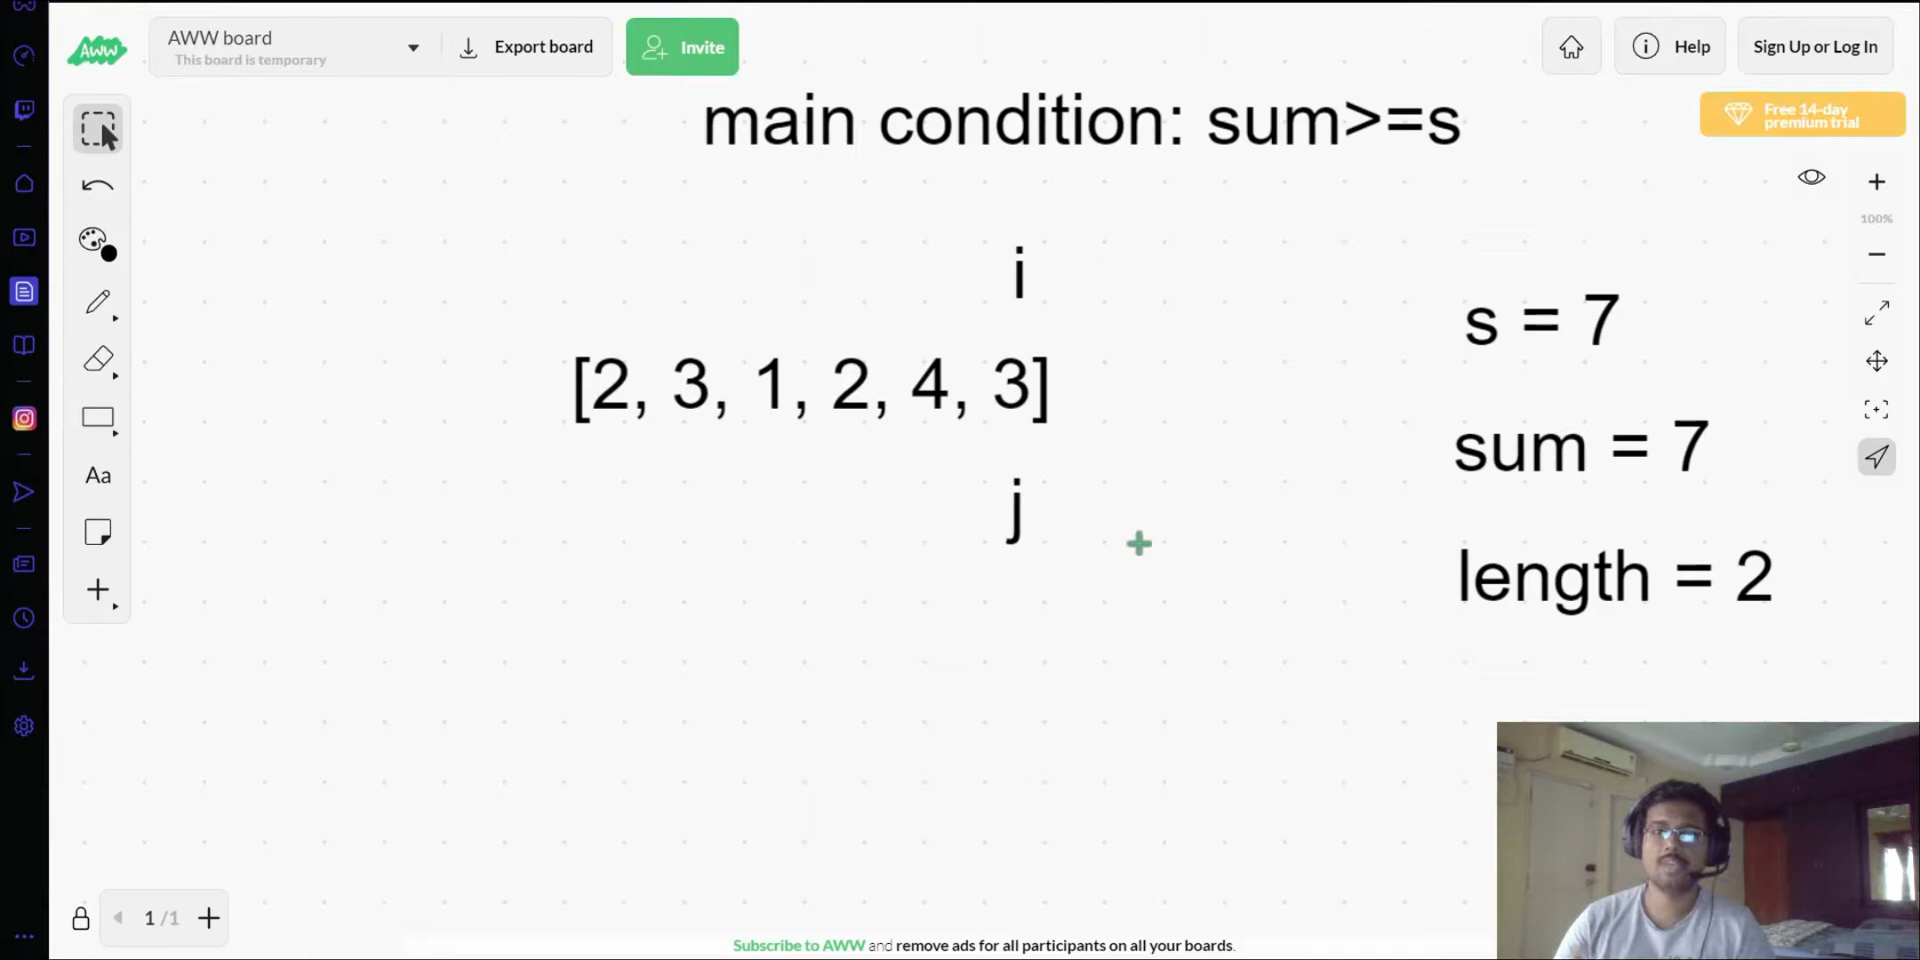 AWW
AWW board
This board is temporary
Export board
Invite
Help
Sign Up or Log In
main condition: sum>=s
Free 14-day
premium trial
100%
i
s = 7
[2, 3, 1, 2, 4, 3]
sum = 7
Aa
j
length = 2
1 /1
Subscribe to AWW and remove ads for all participants on all your boards.